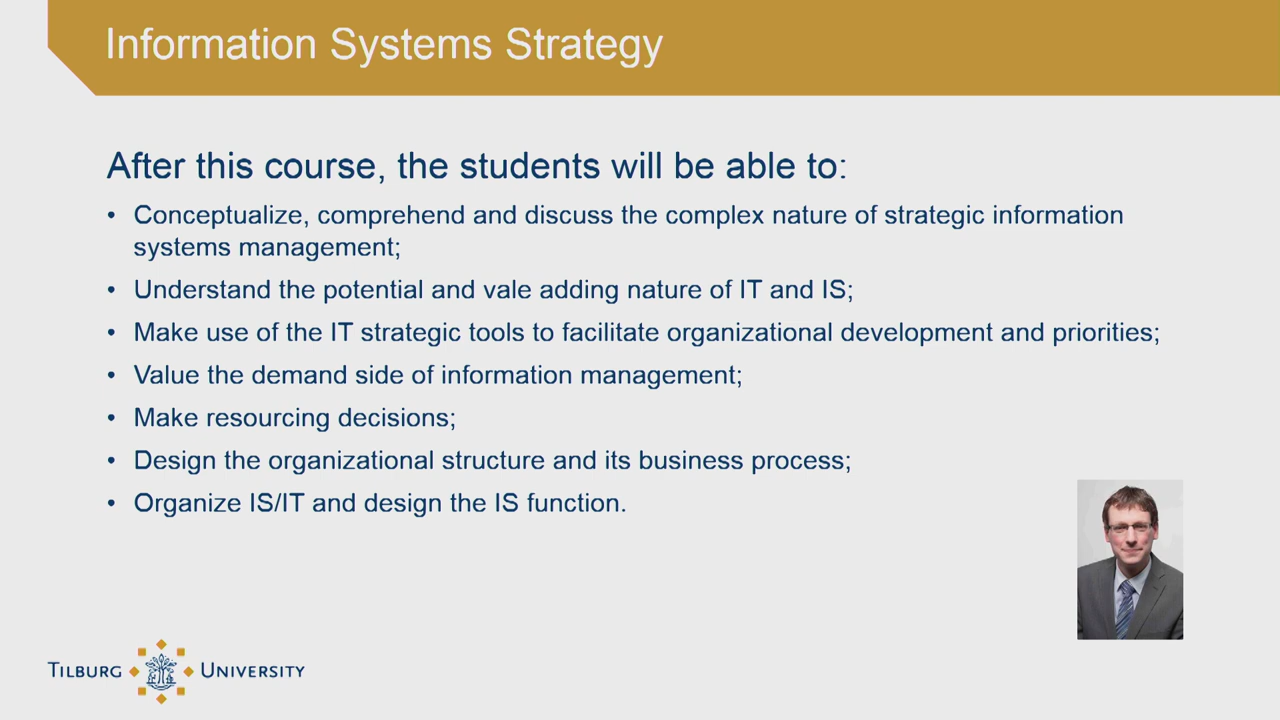 Information Systems Strategy
After this course, the students will be able to:
• Conceptualize, comprehend and discuss the complex nature of strategic information
systems management;
• Understand the potential and vale adding nature of IT and IS;
• Make use of the IT strategic tools to facilitate organizational development and priorities;
• Value the demand side of information management;
• Make resourcing decisions;
• Design the organizational structure and its business process;
• Organize IS/IT and design the IS function.
TILBURG UNIVERSITY